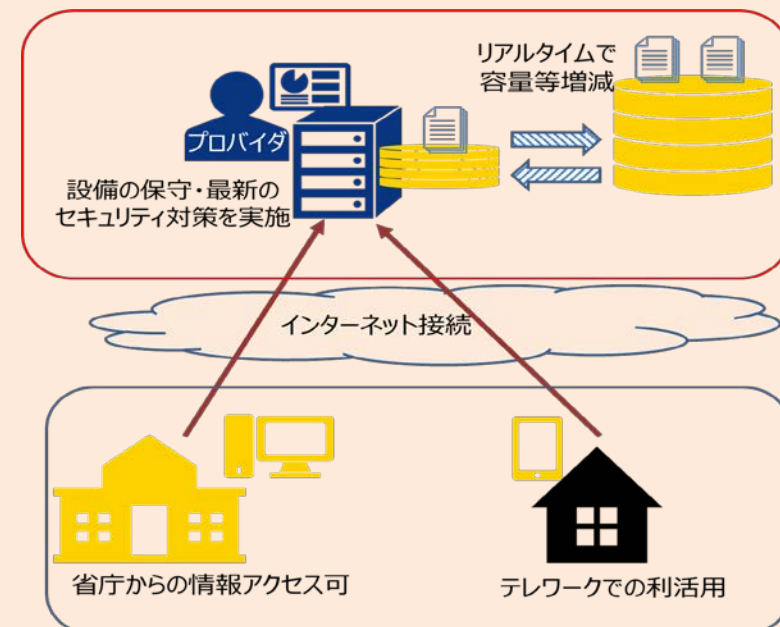 リアルタイムで
容量等増減
プロバイダ
設備の保守・最新の
セキュリティ対策を実施
インターネット接続
省庁からの情報アクセス可
テレワークでの利活用